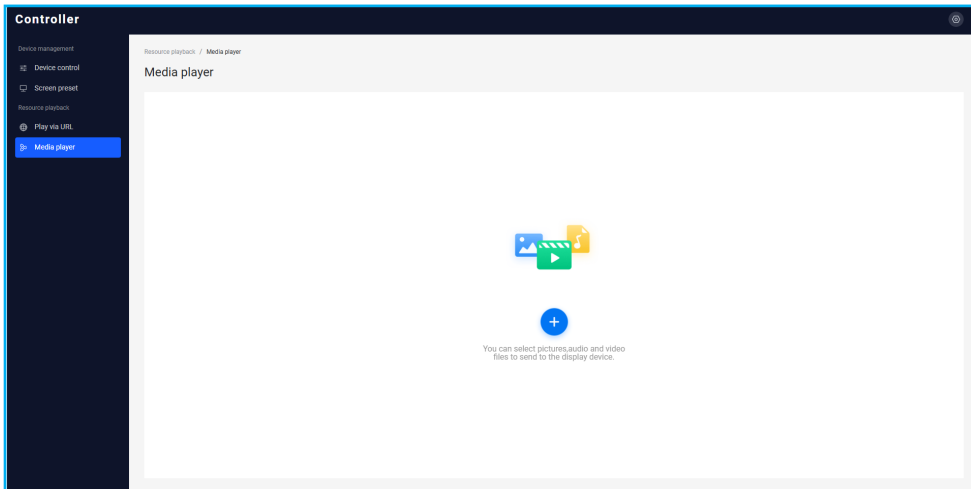 Controller
Device management
Device control
Screen preset
Resource playback
Play via URL
Media player
Resource playback / Media player
Media player
You can select pictures,audio and video
files to send to the display device.